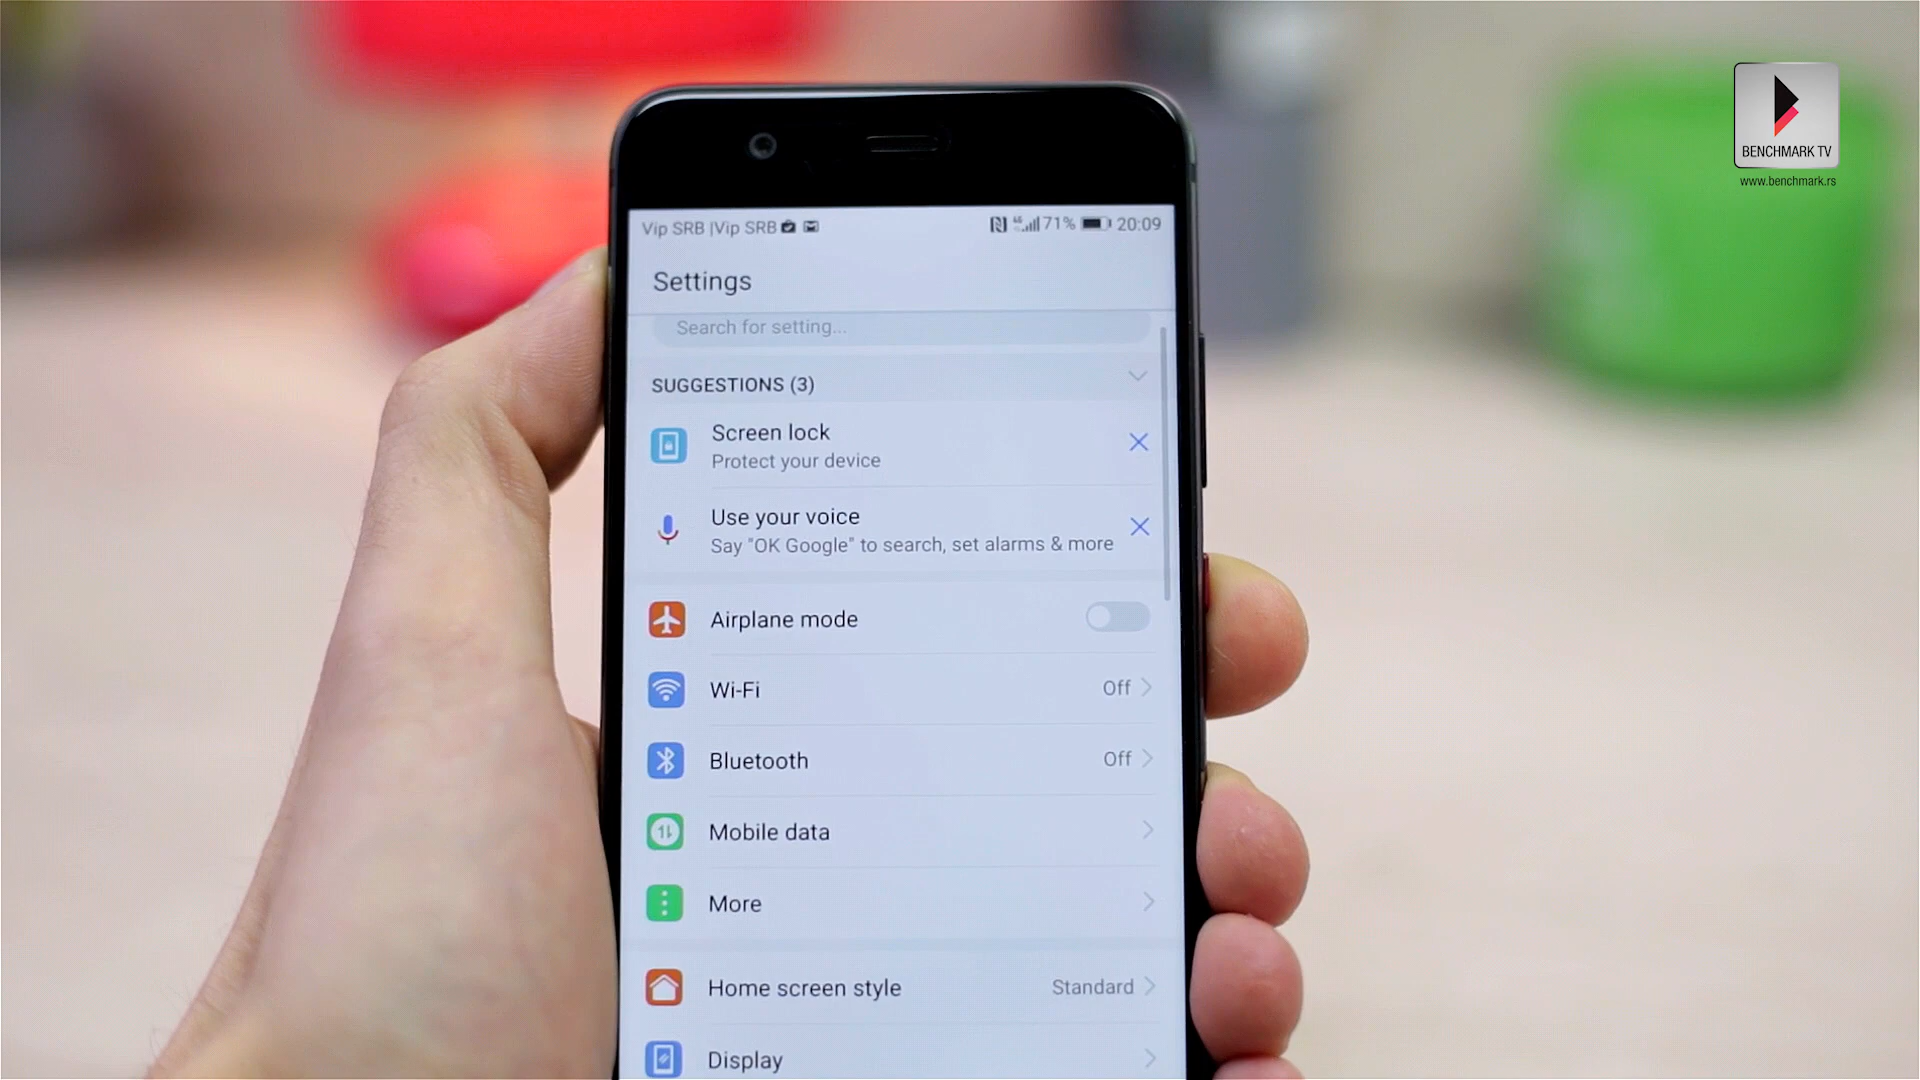 BENCHMARK TV
www.benchmark.rs
Vip SRB |Vip SRB
71% 20:09
Settings
Search for setting...
SUGGESTIONS (3)
Screen lock
Protect your device
Use your voice
Say "OK Google" to search, set alarms & more
Airplane mode
Wi-Fi Off
Bluetooth Off
Mobile data
More
Home screen style Standard
Display